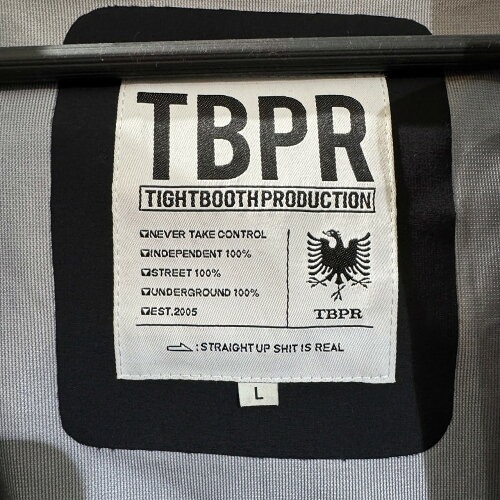 TBPR
TIGHTBOOTHPRODUCTION
NEVER TAKE CONTROL
INDEPENDENT 100%
STREET 100%
UNDERGROUND 100%
EST.2005
TBPR
:STRAIGHT UP SHIT IS REAL
L